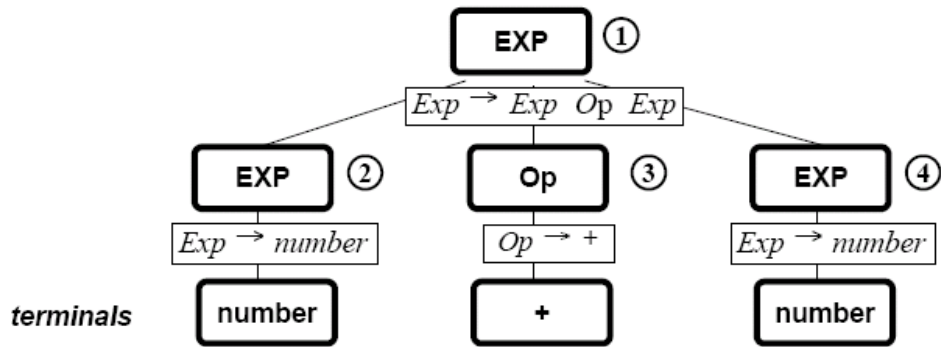 EXP ①
Exp → Exp Op Exp
EXP ② Op ③ EXP ④
Exp → number Op → + Exp → number
terminals number + number